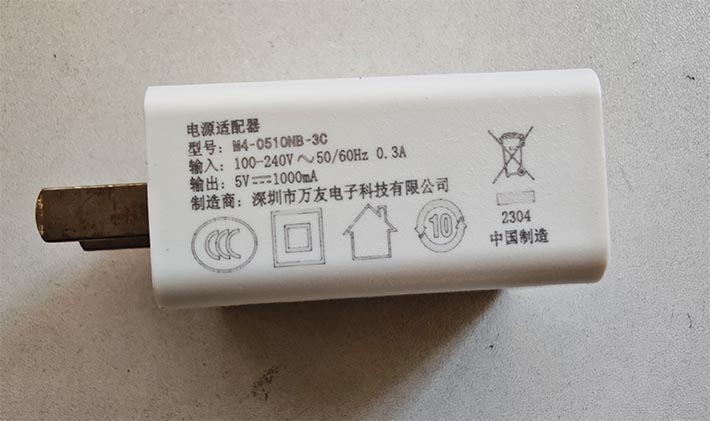 电源适配器
型号：M4-0510NB-3C
输入：100-240V～50/60Hz 0.3A
输出：5V⎓1000mA
制造商：深圳市万友电子科技有限公司
CCC
10
2304
中国制造